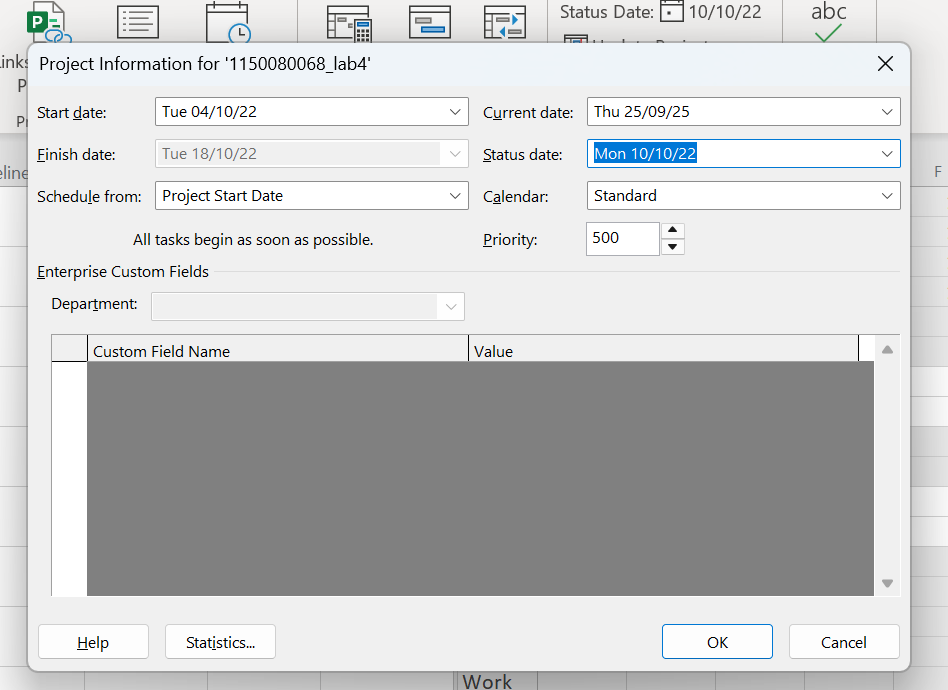 Status Date: 10/10/22
abc
Project Information for '1150080068_lab4'
Start date: Tue 04/10/22
Current date: Thu 25/09/25
Finish date: Tue 18/10/22
Status date: Mon 10/10/22
Schedule from: Project Start Date
Calendar: Standard
All tasks begin as soon as possible.
Priority: 500
Enterprise Custom Fields
Department:
Custom Field Name
Value
Help
Statistics...
OK
Cancel
F
Work